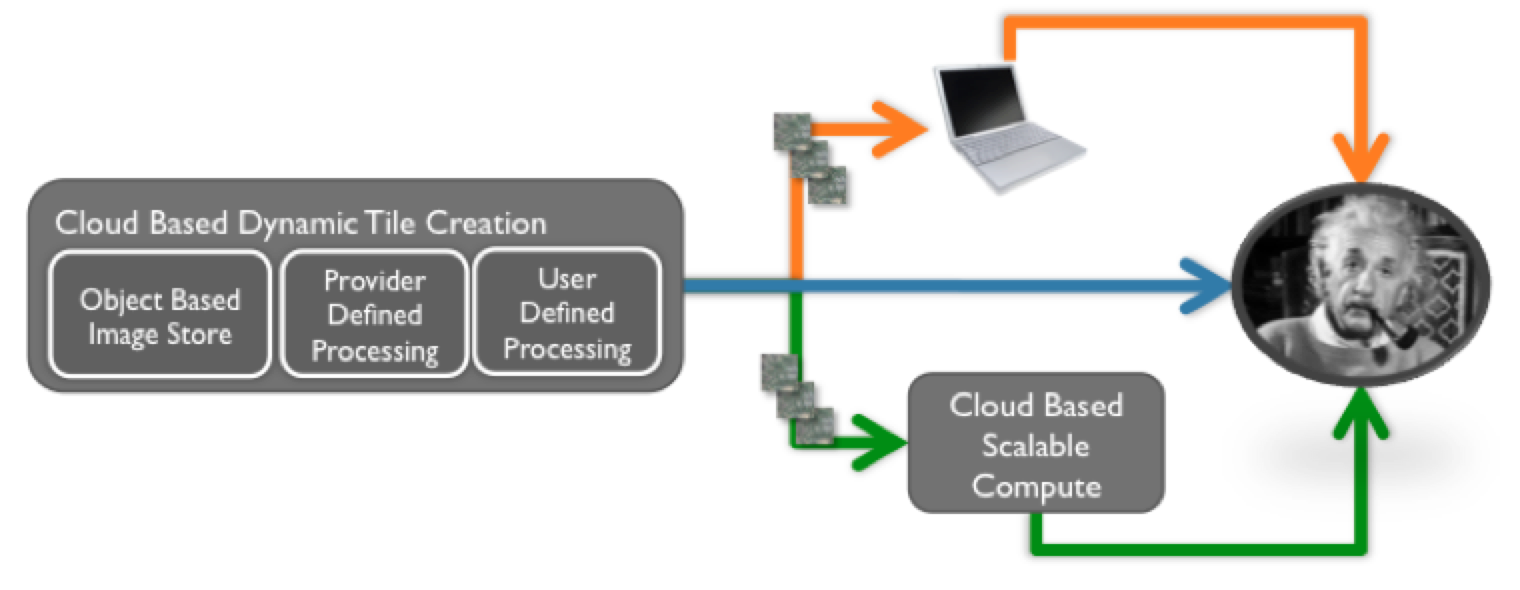 Cloud Based Dynamic Tile Creation
Object Based
Image Store
Provider
Defined
Processing
User
Defined
Processing
Cloud Based
Scalable
Compute